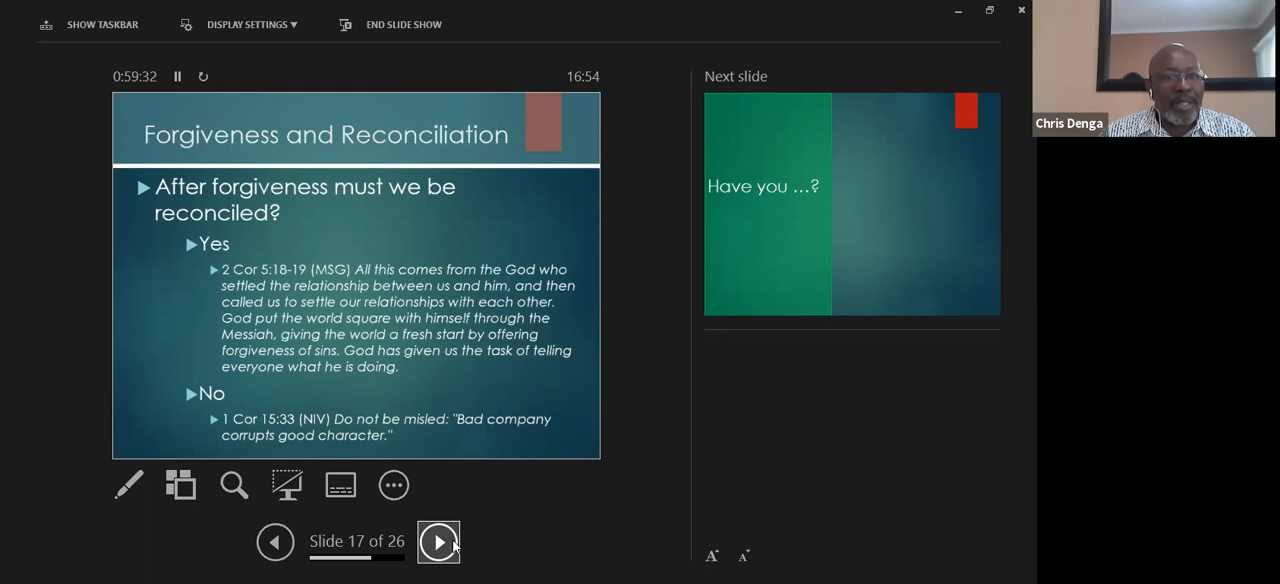 SHOW TASKBAR
DISPLAY SETTINGS ▼
END SLIDE SHOW
0:59:32
16:54
Next slide
Forgiveness and Reconciliation
After forgiveness must we be
reconciled?
Yes
2 Cor 5:18-19 (MSG) All this comes from the God who
settled the relationship between us and him, and then
called us to settle our relationships with each other.
God put the world square with himself through the
Messiah, giving the world a fresh start by offering
forgiveness of sins. God has given us the task of telling
everyone what he is doing.
No
1 Cor 15:33 (NIV) Do not be misled: "Bad company
corrupts good character."
Have you ...?
Chris Denga
Slide 17 of 26
A A